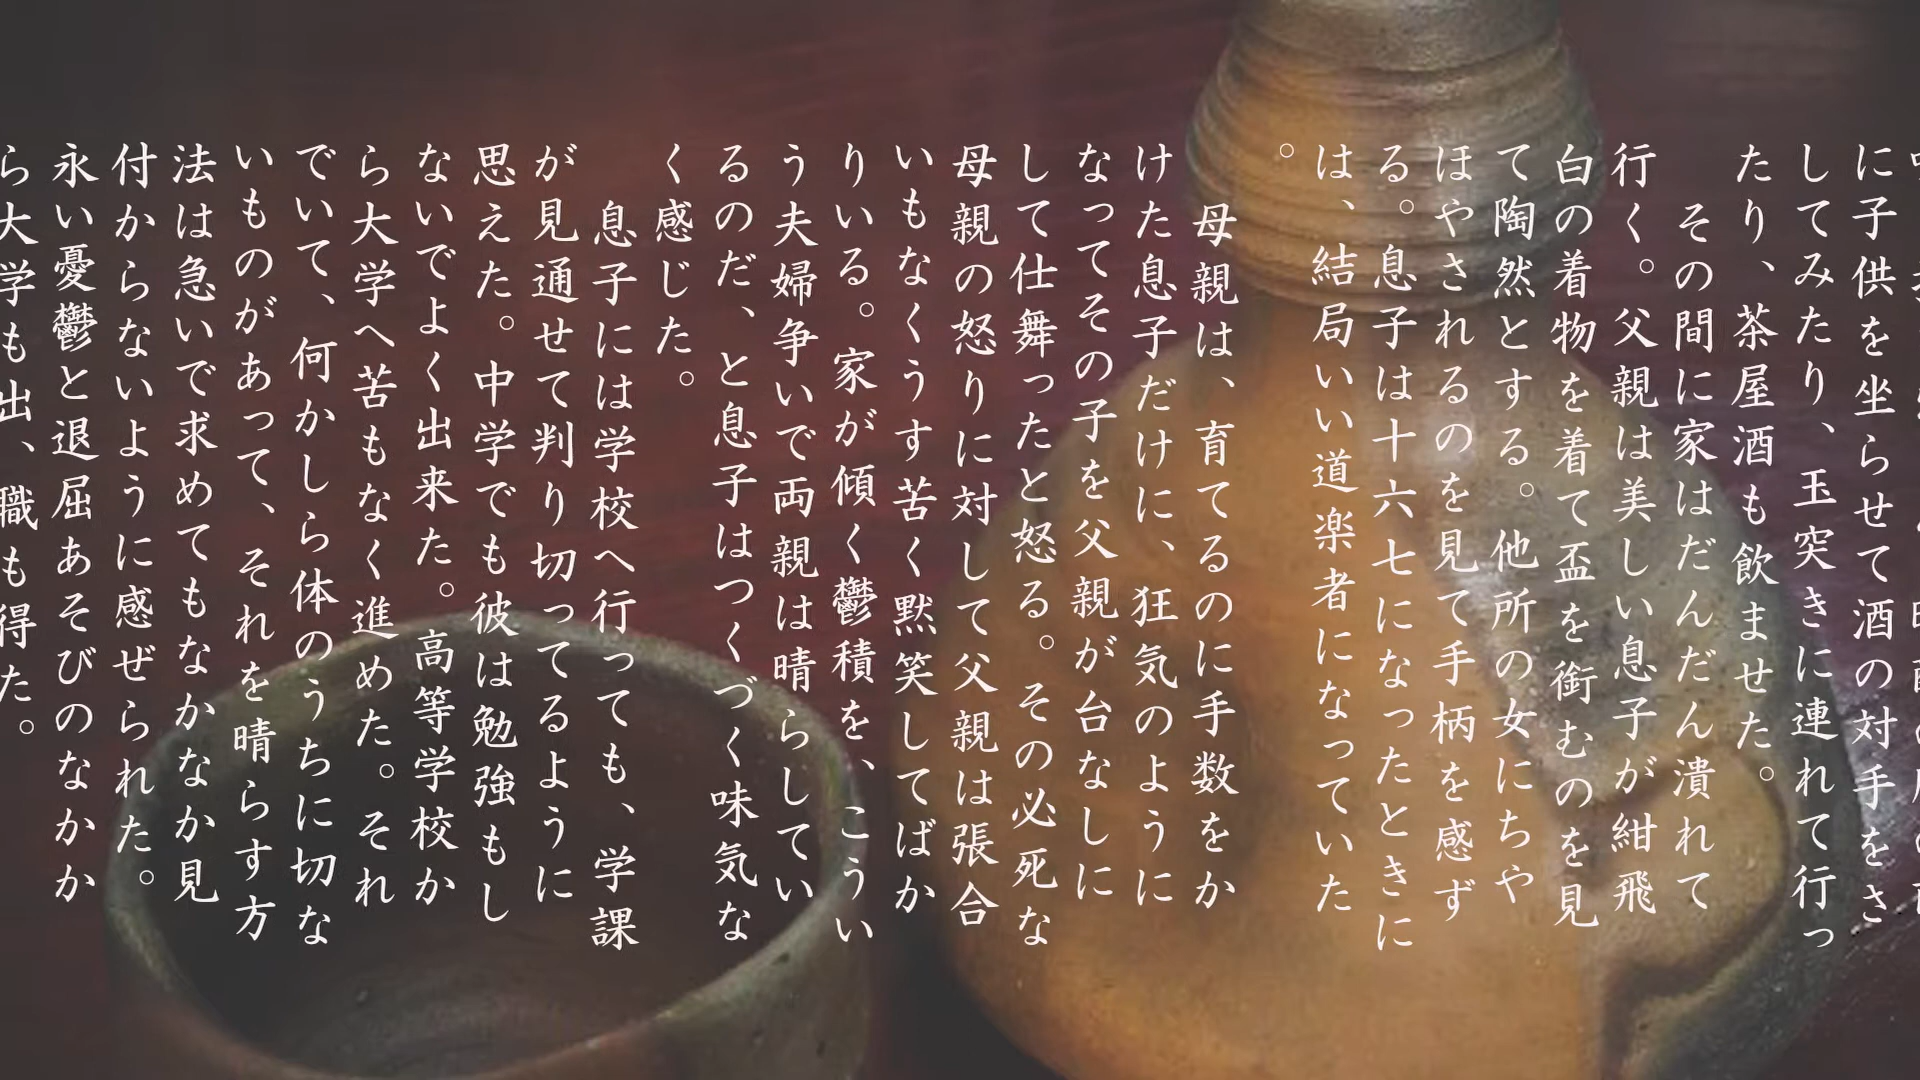 に子供を坐らせて酒の対手をさ
してみたり、玉突きに連れて行っ
たり、茶屋酒も飲ませた。
その間に家はだんだん潰れて
行く。父親は美しい息子が紺飛
白の着物を着て盃を銜むのを見
て陶然とする。他所の女にちや
ほやされるのを見て手柄を感ず
る。息子は十六七になったときに
は、結局いい道楽者になっていた
。
母親は、育てるのに手数をか
けた息子だけに、狂気のように
なってその子を父親が台なしに
して仕舞ったと怒る。その必死な
母親の怒りに対して父親は張合
いもなくうす苦く黙笑してばか
りいる。家が傾く鬱積を、こうい
う夫婦争いで両親は晴らしてい
るのだ、と息子はつくづく味気な
く感じた。
息子には学校へ行っても、学課
が見通せて判り切ってるように
思えた。中学でも彼は勉強もし
ないでよく出来た。高等学校か
ら大学へ苦もなく進めた。それ
でいて、何かしら体のうちに切な
いものがあって、それを晴らす方
法は急いで求めてもなかなか見
付からないように感ぜられた。
永い憂鬱と退屈あそびのなかか
ら大学も出、職も得た。